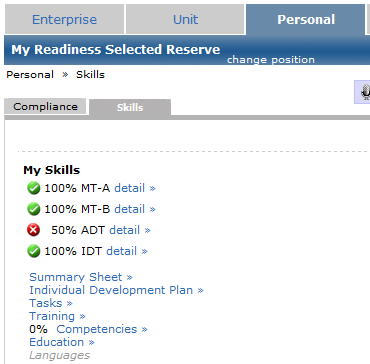 Enterprise Unit Personal
My Readiness Selected Reserve
change position
Personal » Skills
Compliance Skills
My Skills
100% MT-A detail »
100% MT-B detail »
50% ADT detail »
100% IDT detail »
Summary Sheet »
Individual Development Plan »
Tasks »
Training »
0% Competencies »
Education »
Languages